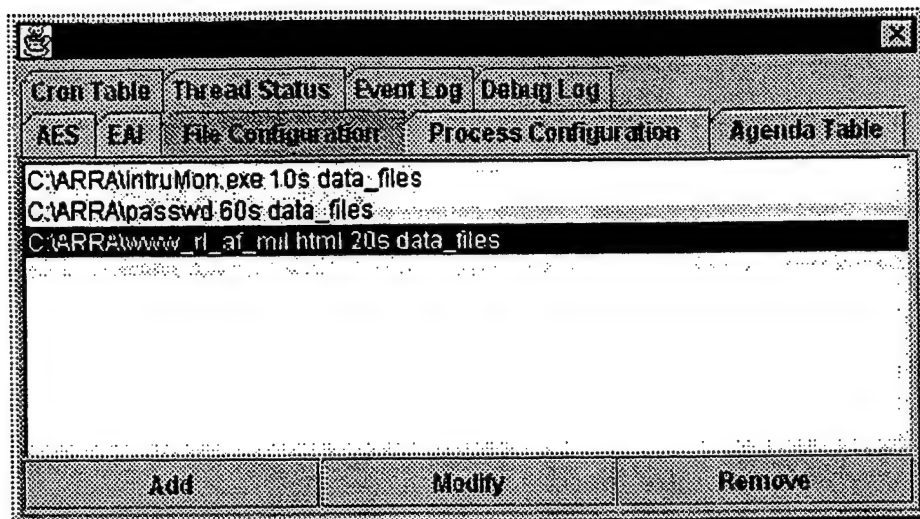 Cron Table Thread Status Event Log Debug Log
AES EAI File Configuration Process Configuration Agenda Table
C:\ARRA\IntruMon.exe 10s data_files
C:\ARRA\passwd 60s data_files
C:\ARRA\www_rl_af_mil html 20s data_files
Add Modify Remove